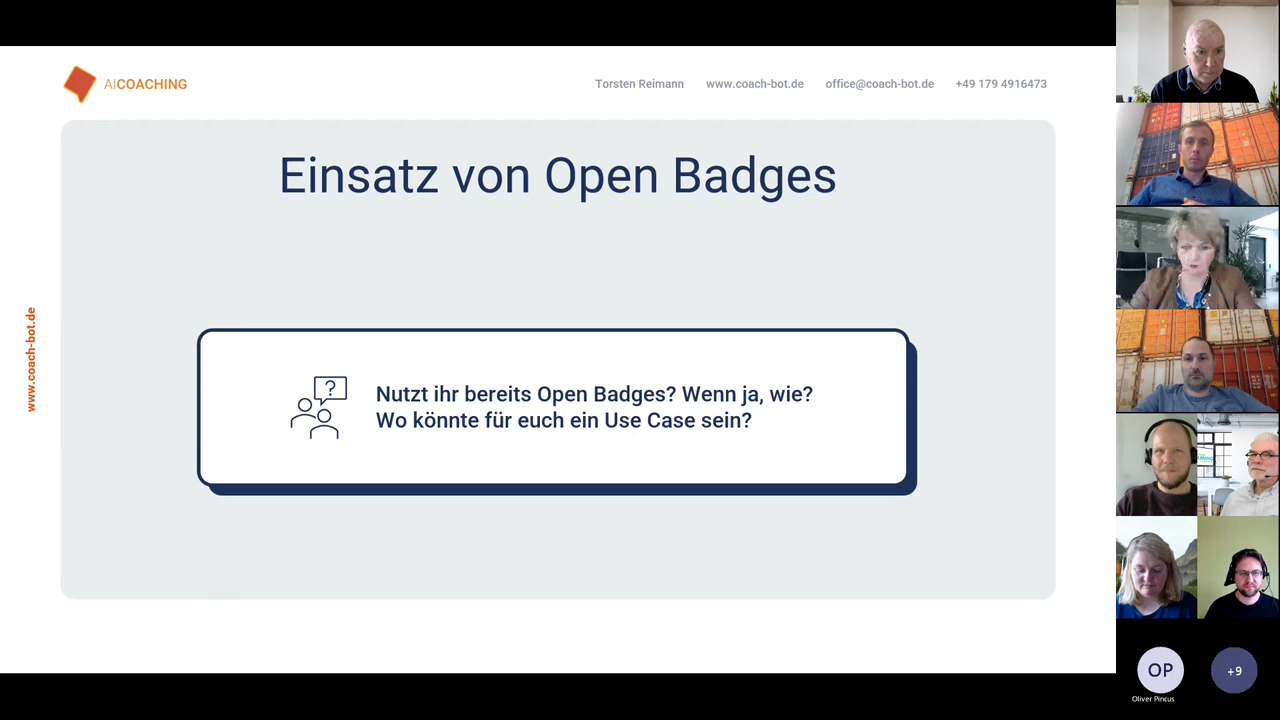 AICOACHING
Torsten Reimann www.coach-bot.de office@coach-bot.de +49 179 4916473
Einsatz von Open Badges
www.coach-bot.de
?
Nutzt ihr bereits Open Badges? Wenn ja, wie?
Wo könnte für euch ein Use Case sein?
OP
+9
Oliver Pincus